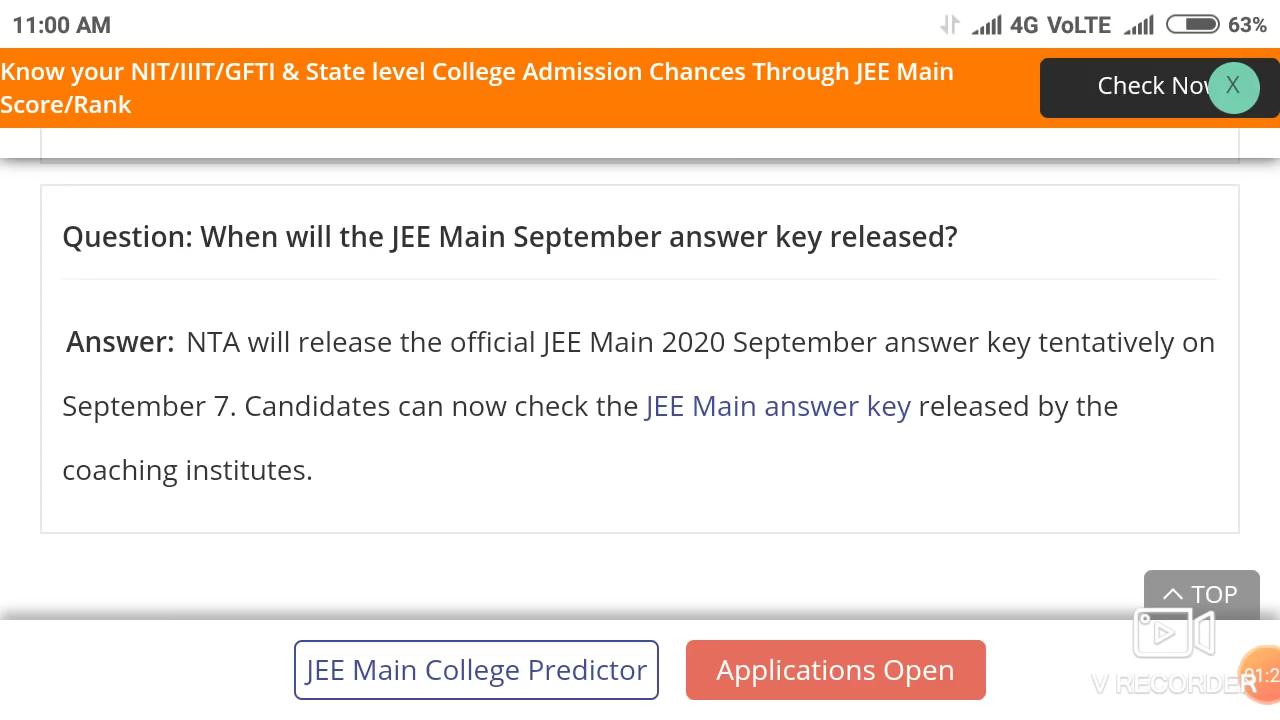 11:00 AM 4G VoLTE 63%
Know your NIT/IIIT/GFTI & State level College Admission Chances Through JEE Main
Score/Rank
Check Now X
Question: When will the JEE Main September answer key released?
Answer: NTA will release the official JEE Main 2020 September answer key tentatively on
September 7. Candidates can now check the JEE Main answer key released by the
coaching institutes.
TOP
JEE Main College Predictor
Applications Open
V RECORDER
01:2